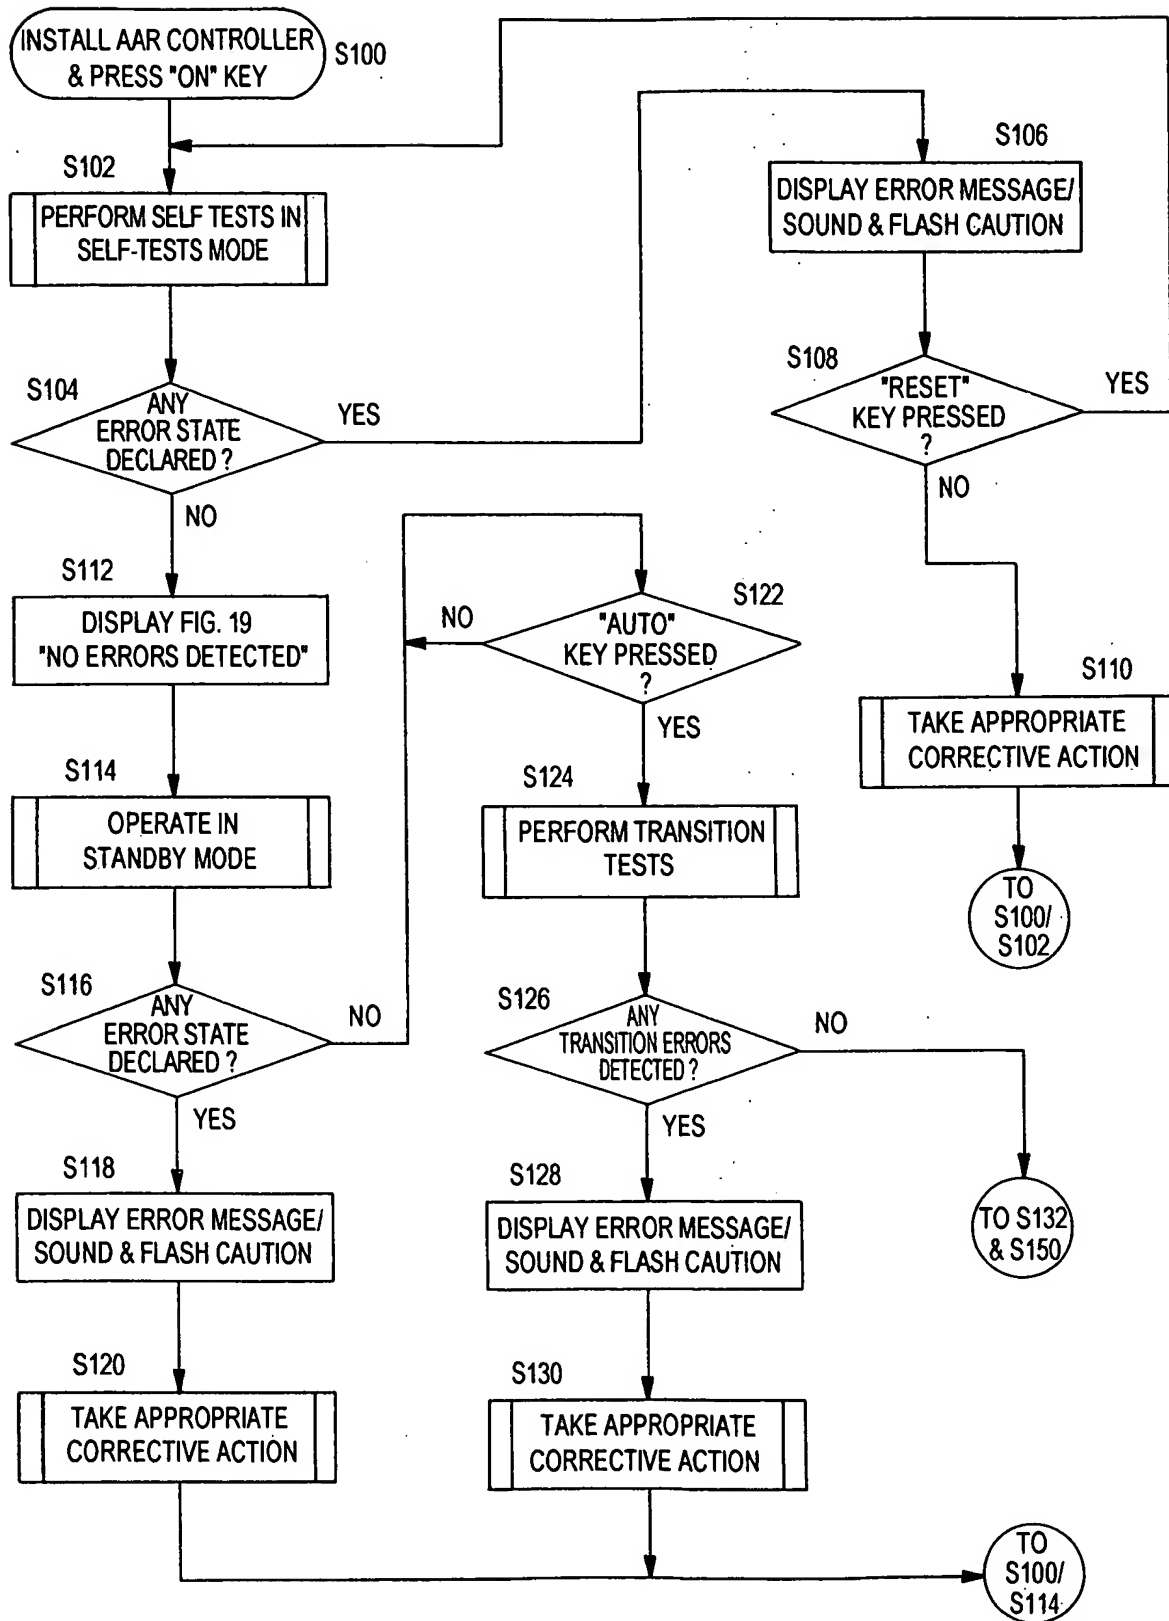 INSTALL AAR CONTROLLER
& PRESS "ON" KEY
S100
S102
PERFORM SELF TESTS IN
SELF-TESTS MODE
S104
ANY
ERROR STATE
DECLARED ?
YES
NO
S106
DISPLAY ERROR MESSAGE/
SOUND & FLASH CAUTION
S108
"RESET"
KEY PRESSED
?
YES
NO
S110
TAKE APPROPRIATE
CORRECTIVE ACTION
TO
S100/
S102
S112
DISPLAY FIG. 19
"NO ERRORS DETECTED"
S114
OPERATE IN
STANDBY MODE
S116
ANY
ERROR STATE
DECLARED ?
NO
YES
S118
DISPLAY ERROR MESSAGE/
SOUND & FLASH CAUTION
S120
TAKE APPROPRIATE
CORRECTIVE ACTION
S122
NO
"AUTO"
KEY PRESSED
?
YES
S124
PERFORM TRANSITION
TESTS
S126
ANY
TRANSITION ERRORS
DETECTED ?
NO
YES
TO S132
& S150
S128
DISPLAY ERROR MESSAGE/
SOUND & FLASH CAUTION
S130
TAKE APPROPRIATE
CORRECTIVE ACTION
TO
S100/
S114